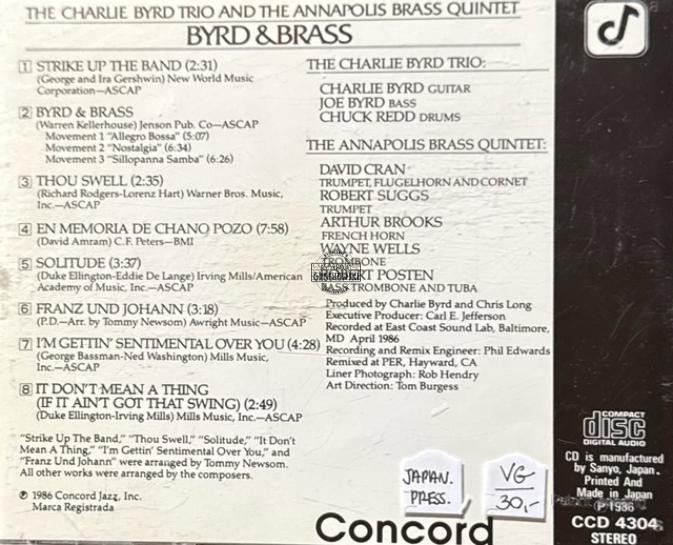 THE CHARLIE BYRD TRIO AND THE ANNAPOLIS BRASS QUINTET
BYRD & BRASS
1 STRIKE UP THE BAND (2:31)
(George and Ira Gershwin) New World Music
Corporation—ASCAP
2 BYRD & BRASS
(Warren Kellerhouse) Jenson Pub. Co—ASCAP
Movement 1 "Allegro Bossa" (5:07)
Movement 2 "Nostalgia" (6:34)
Movement 3 "Sillopanna Samba" (6:26)
3 THOU SWELL (2:35)
(Richard Rodgers-Lorenz Hart) Warner Bros. Music,
Inc.—ASCAP
4 EN MEMORIA DE CHANO POZO (7:58)
(David Amram) C.F. Peters—BMI
5 SOLITUDE (3:37)
(Duke Ellington-Eddie De Lange) Irving Mills/American
Academy of Music, Inc.—ASCAP
6 FRANZ UND JOHANN (3:18)
(P.D.—Arr. by Tommy Newsom) Awright Music—ASCAP
7 I'M GETTIN' SENTIMENTAL OVER YOU (4:28)
(George Bassman-Ned Washington) Mills Music,
Inc.—ASCAP
8 IT DON'T MEAN A THING
(IF IT AIN'T GOT THAT SWING) (2:49)
(Duke Ellington-Irving Mills) Mills Music, Inc.—ASCAP
"Strike Up The Band," "Thou Swell," "Solitude," "It Don't
Mean A Thing," "I'm Gettin' Sentimental Over You," and
"Franz Und Johann" were arranged by Tommy Newsom.
All other works were arranged by the composers.
℗ 1986 Concord Jazz, Inc.
Marca Registrada
THE CHARLIE BYRD TRIO:
CHARLIE BYRD GUITAR
JOE BYRD BASS
CHUCK REDD DRUMS
THE ANNAPOLIS BRASS QUINTET:
DAVID CRAN
TRUMPET, FLUGELHORN AND CORNET
ROBERT SUGGS
TRUMPET
ARTHUR BROOKS
FRENCH HORN
WAYNE WELLS
TROMBONE
POSTEN
BASS TROMBONE AND TUBA
Produced by Charlie Byrd and Chris Long
Executive Producer: Carl E. Jefferson
Recorded at East Coast Sound Lab, Baltimore,
MD April 1986
Recording and Remix Engineer: Phil Edwards
Remixed at PER, Hayward, CA
Liner Photograph: Rob Hendry
Art Direction: Tom Burgess
JAPAN.
PRESS.
VG
30,-
Concord
COMPACT
disc
DIGITAL AUDIO
CD is manufactured
by Sanyo, Japan.
Printed And
Made in Japan
℗ 1986
CCD 4304
STEREO